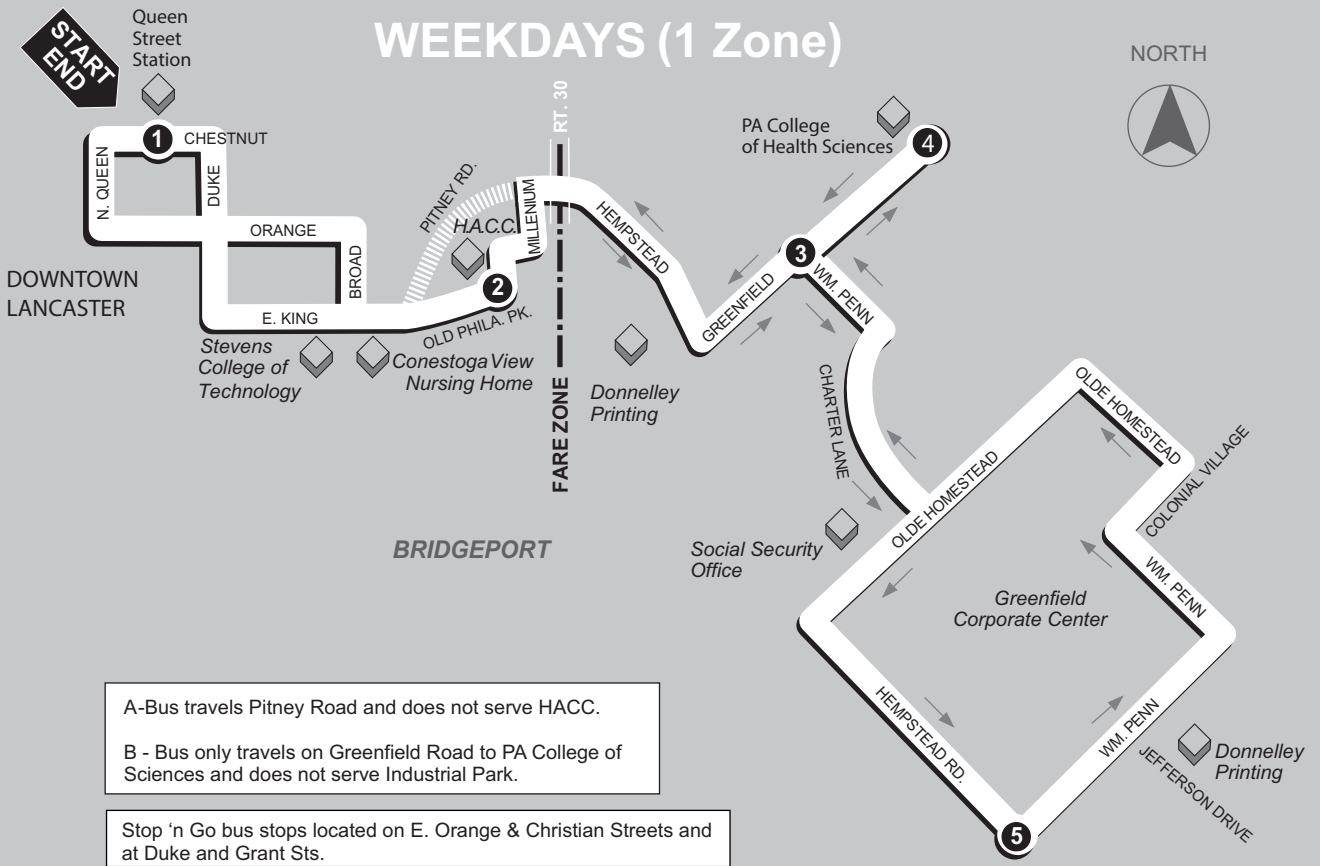 WEEKDAYS (1 Zone)
START
END
Queen
Street
Station
NORTH
RT. 30
PA College
of Health Sciences
4
1
CHESTNUT
N. QUEEN
DUKE
ORANGE
BROAD
E. KING
DOWNTOWN
LANCASTER
PITNEY RD.
H.A.C.C.
MILLENIUM
2
OLD PHILA. PK.
Stevens
College of
Technology
Conestoga View
Nursing Home
FARE ZONE
HEMPSTEAD
Donnelley
Printing
GREENFIELD
3
WM. PENN
CHARTER LANE
OLDE HOMESTEAD
OLDE HOMESTEAD
COLONIAL VILLAGE
WM. PENN
BRIDGEPORT
Social Security
Office
Greenfield
Corporate Center
HEMPSTEAD RD.
WM. PENN
JEFFERSON DRIVE
Donnelley
Printing
5
A-Bus travels Pitney Road and does not serve HACC.
B - Bus only travels on Greenfield Road to PA College of
Sciences and does not serve Industrial Park.
Stop ‘n Go bus stops located on E. Orange & Christian Streets and
at Duke and Grant Sts.